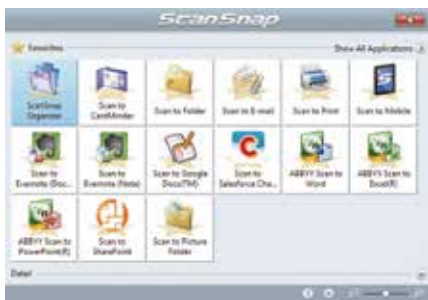 ScanSnap
Favorites
Show All Applications
ScanSnap Organizer
Scan to CardMinder
Scan to Folder
Scan to E-mail
Scan to Print
Scan to Mobile
Scan to Evernote (Doc...
Scan to Evernote (Note)
Scan to Google Docs(TM)
Scan to Salesforce Cha...
ABBYY Scan to Word
ABBYY Scan to Excel(R)
ABBYY Scan to PowerPoint(R)
Scan to SharePoint
Scan to Picture Folder
Detail